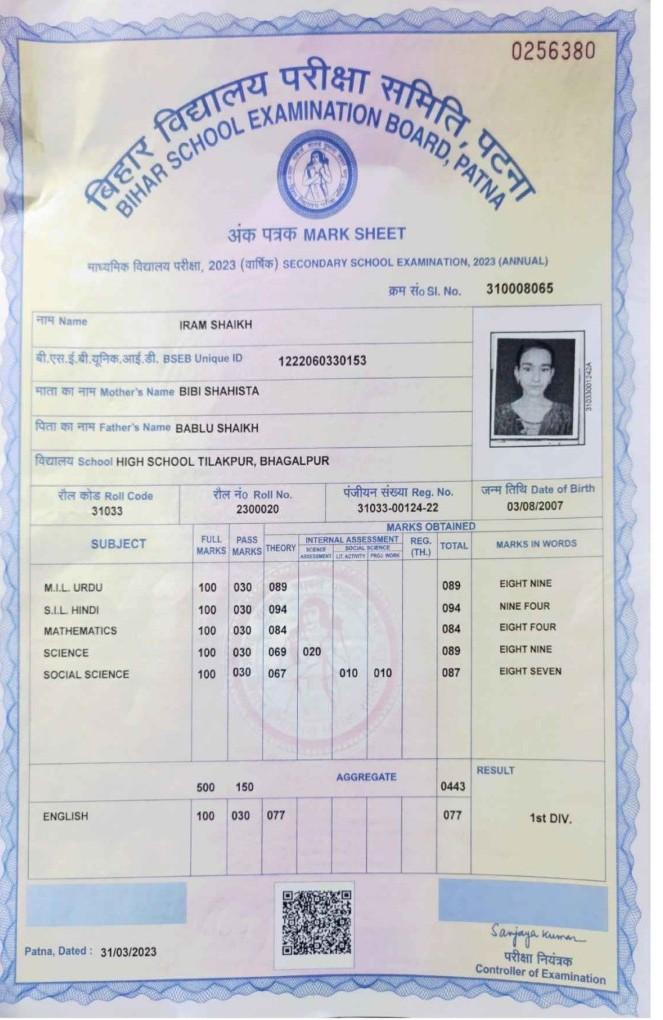 0256380
बिहार विद्यालय परीक्षा समिति, पटना
BIHAR SCHOOL EXAMINATION BOARD, PATNA
अंक पत्रक MARK SHEET
माध्यमिक विद्यालय परीक्षा, 2023 (वार्षिक) SECONDARY SCHOOL EXAMINATION, 2023 (ANNUAL)
क्रम सं० Sl. No. 310008065
नाम Name IRAM SHAIKH
बी.एस.ई.बी.यूनिक.आई.डी. BSEB Unique ID 1222060330153
माता का नाम Mother's Name BIBI SHAHISTA
पिता का नाम Father's Name BABLU SHAIKH
विद्यालय School HIGH SCHOOL TILAKPUR, BHAGALPUR
रौल कोड Roll Code रौल नं० Roll No. पंजीयन संख्या Reg. No. जन्म तिथि Date of Birth
31033 2300020 31033-00124-22 03/08/2007
MARKS OBTAINED
SUBJECT FULL MARKS PASS MARKS THEORY INTERNAL ASSESSMENT SCIENCE ASSESSMENT SOCIAL SCIENCE LIT. ACTIVITY PROJ. WORK REG. (TH.) TOTAL MARKS IN WORDS
M.I.L. URDU 100 030 089 089 EIGHT NINE
S.I.L. HINDI 100 030 094 094 NINE FOUR
MATHEMATICS 100 030 084 084 EIGHT FOUR
SCIENCE 100 030 069 020 089 EIGHT NINE
SOCIAL SCIENCE 100 030 067 010 010 087 EIGHT SEVEN
500 150 AGGREGATE 0443 RESULT
ENGLISH 100 030 077 077 1st DIV.
Sanjaya Kumar
Patna, Dated : 31/03/2023
परीक्षा नियंत्रक
Controller of Examination